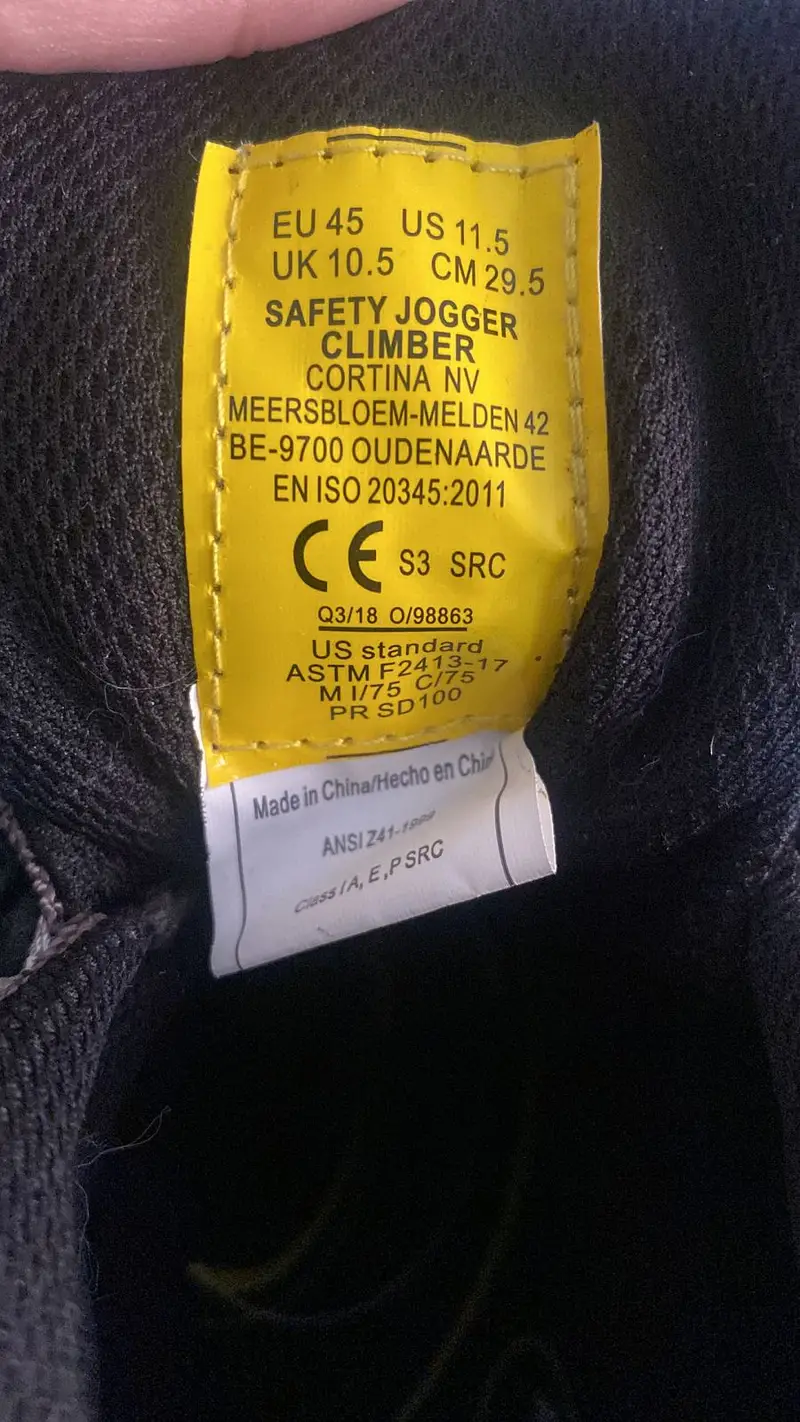 EU 45 US 11.5
UK 10.5 CM 29.5
SAFETY JOGGER
CLIMBER
CORTINA NV
MEERSBLOEM-MELDEN 42
BE-9700 OUDENAARDE
EN ISO 20345:2011
CE S3 SRC
Q3/18 O/98863
US standard
ASTM F2413-17
M I/75 C/75
PR SD100
Made in China/Hecho en Chin
ANSI Z41-1999
Class I A, E ,P SRC